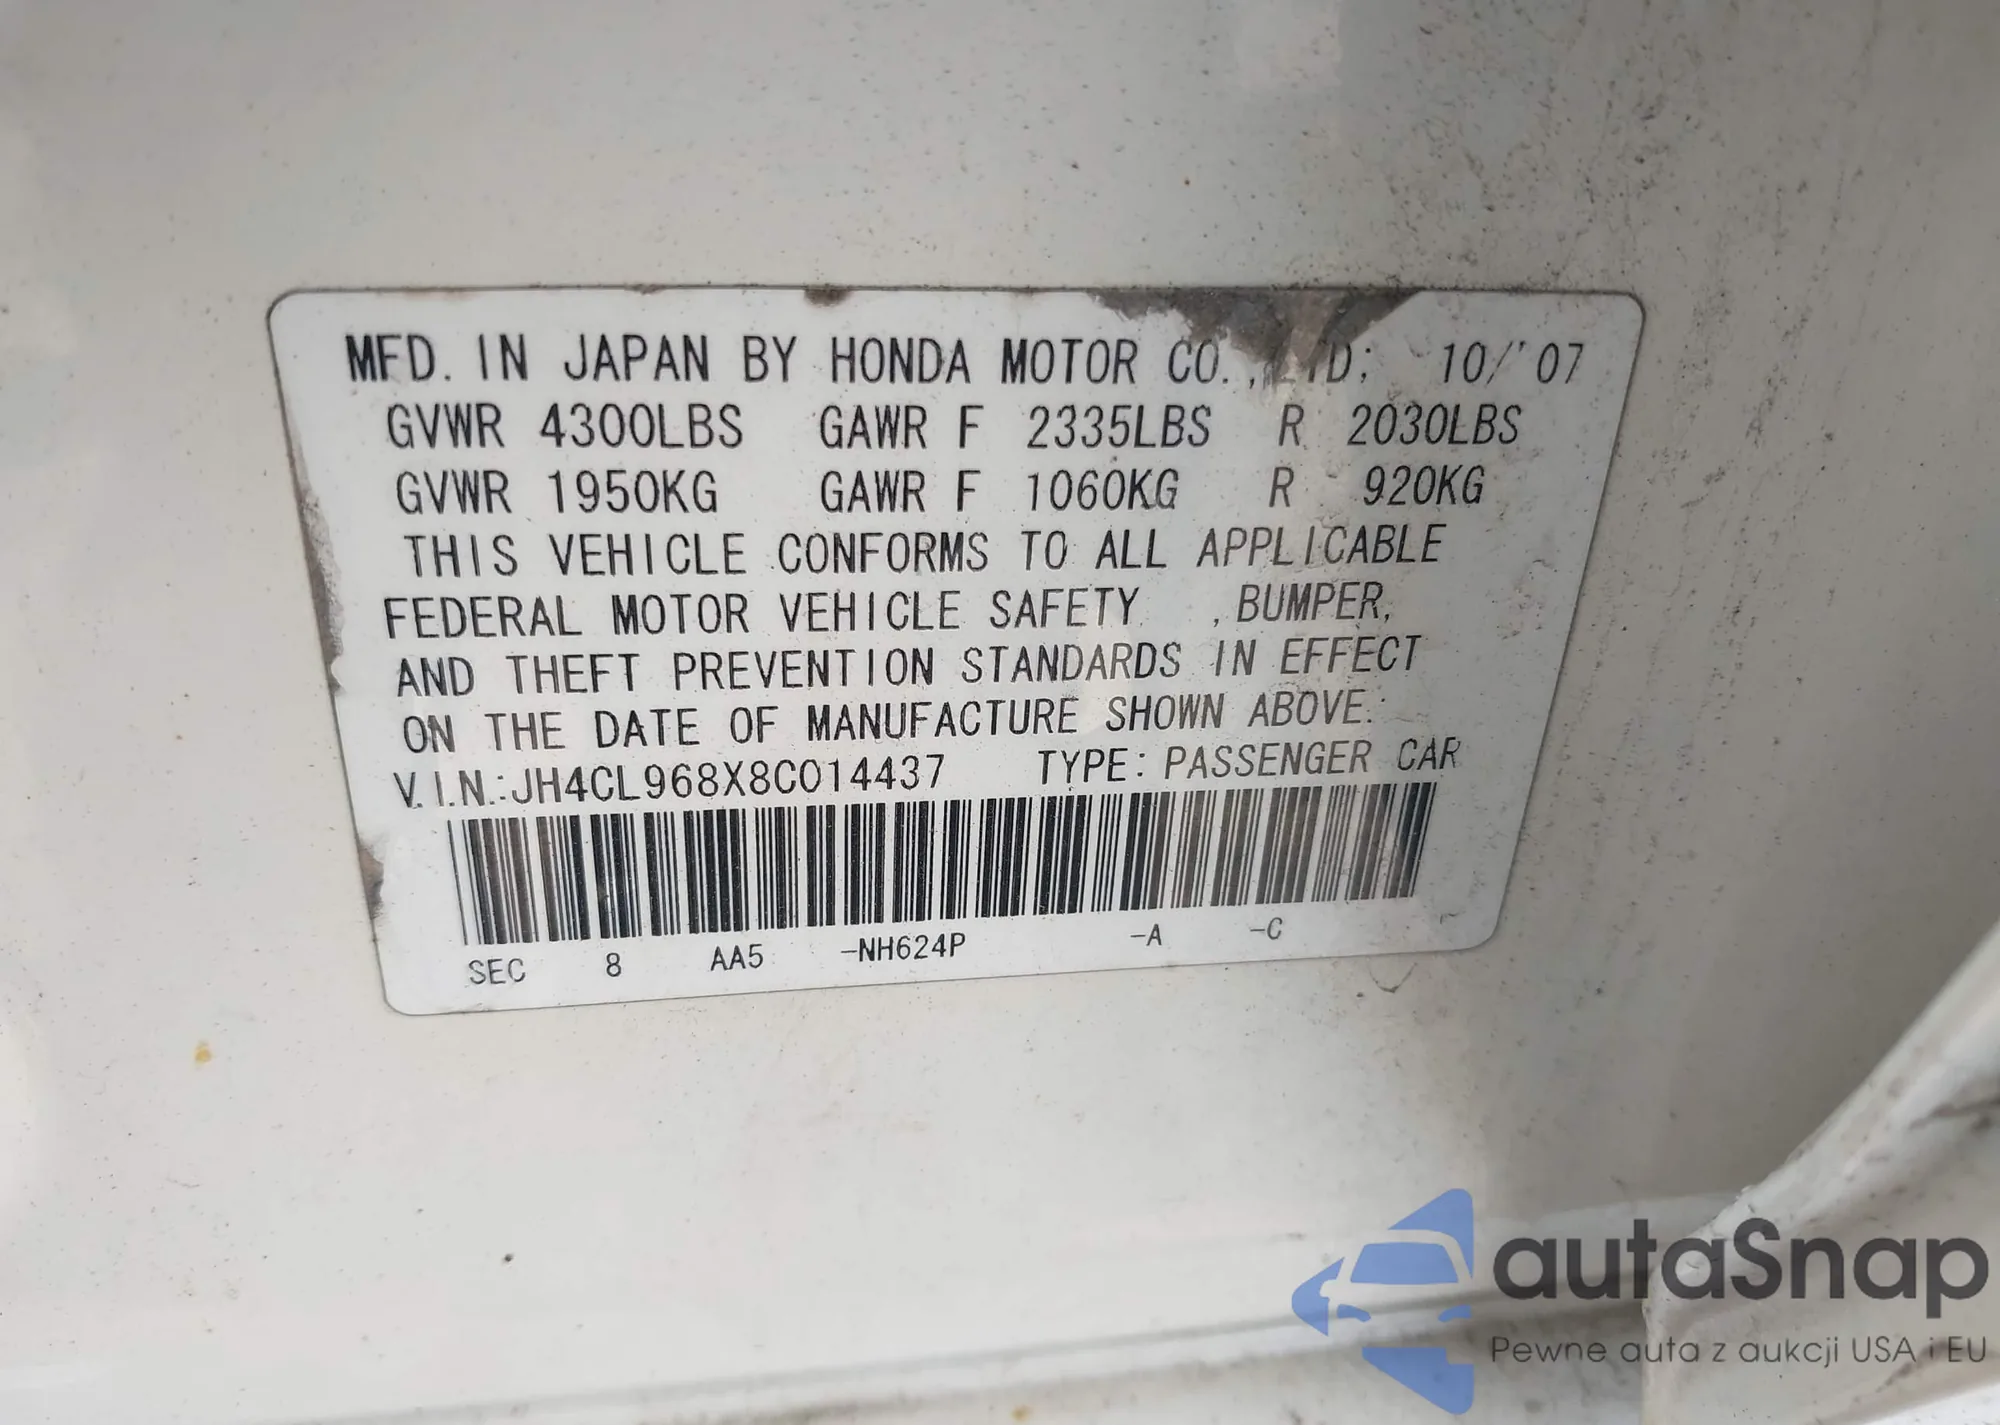 MFD. IN JAPAN BY HONDA MOTOR CO., LTD; 10/'07
GVWR 4300LBS GAWR F 2335LBS R 2030LBS
GVWR 1950KG GAWR F 1060KG R 920KG
THIS VEHICLE CONFORMS TO ALL APPLICABLE
FEDERAL MOTOR VEHICLE SAFETY , BUMPER,
AND THEFT PREVENTION STANDARDS IN EFFECT
ON THE DATE OF MANUFACTURE SHOWN ABOVE.
V.I.N.:JH4CL968X8C014437 TYPE: PASSENGER CAR
SEC 8 AA5 -NH624P -A -C
autaSnap
Pewne auta z aukcji USA i EU